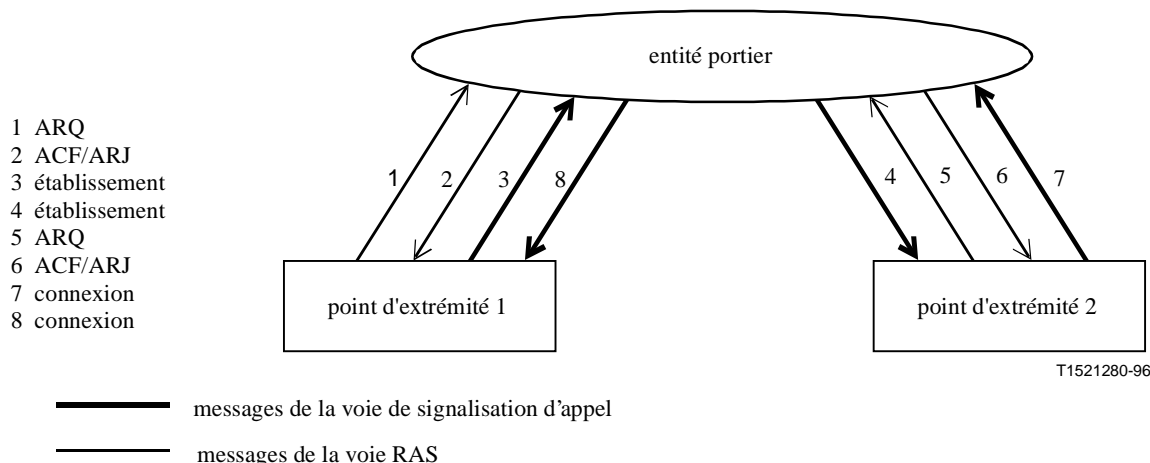 entité portier
1 ARQ
2 ACF/ARJ
3 établissement
4 établissement
5 ARQ
6 ACF/ARJ
7 connexion
8 connexion
1 2 3 8 4 5 6 7
point d'extrémité 1
point d'extrémité 2
T1521280-96
messages de la voie de signalisation d’appel
messages de la voie RAS